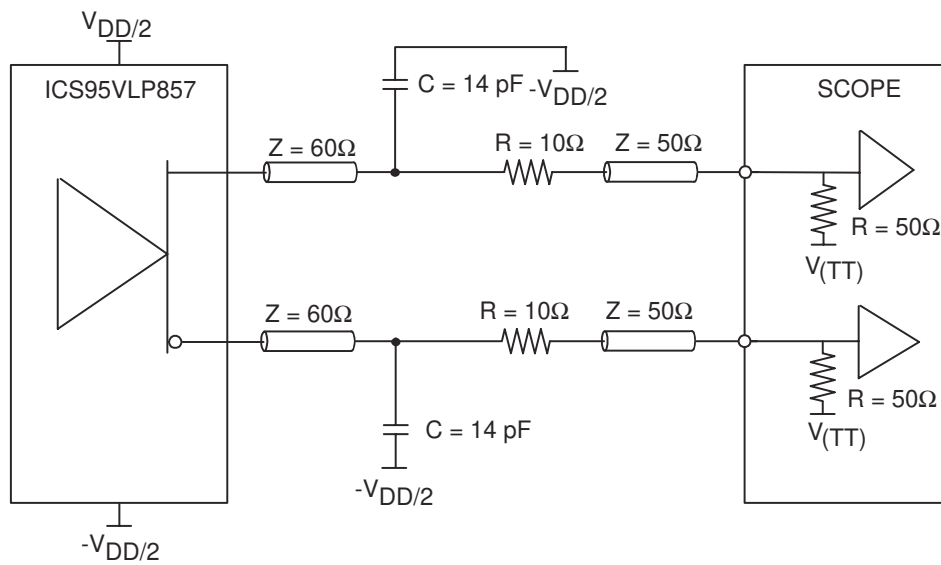 VDD/2
ICS95VLP857
C = 14 pF
-VDD/2
SCOPE
Z = 60Ω
R = 10Ω
Z = 50Ω
R = 50Ω
V(TT)
Z = 60Ω
R = 10Ω
Z = 50Ω
R = 50Ω
V(TT)
C = 14 pF
-VDD/2
-VDD/2